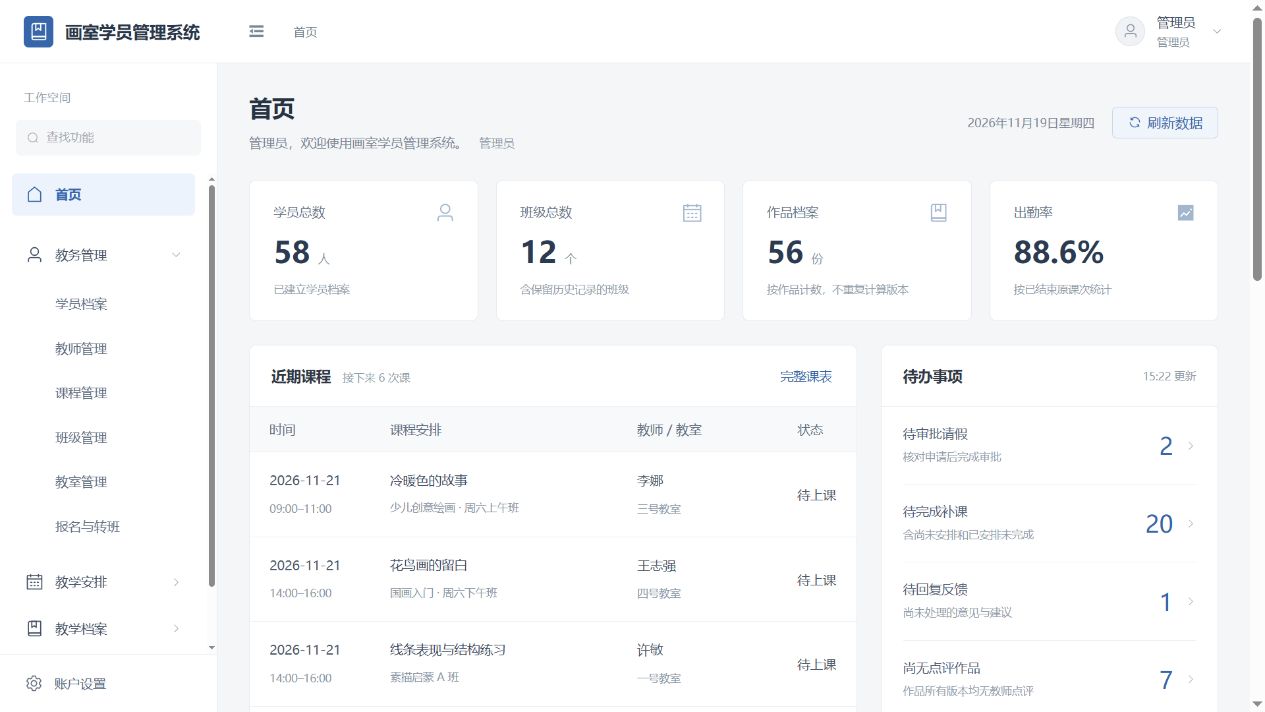 画室学员管理系统
首页
管理员
管理员
工作空间
查找功能
首页
教务管理
学员档案
教师管理
课程管理
班级管理
教室管理
报名与转班
教学安排
教学档案
账户设置
首页
管理员，欢迎使用画室学员管理系统。 管理员
2026年11月19日星期四
刷新数据
学员总数
58 人
已建立学员档案
班级总数
12 个
含保留历史记录的班级
作品档案
56 份
按作品计数，不重复计算版本
出勤率
88.6%
按已结束原课次统计
近期课程 接下来 6 次课 完整课表
时间 课程安排 教师 / 教室 状态
2026-11-21 冷暖色的故事 李娜
09:00–11:00 少儿创意绘画 · 周六上午班 三号教室
待上课
2026-11-21 花鸟画的留白 王志强
14:00–16:00 国画入门 · 周六下午班 四号教室
待上课
2026-11-21 线条表现与结构练习 许敏
14:00–16:00 素描启蒙 A 班 一号教室
待上课
待办事项 15:22 更新
待审批请假
核对申请后完成审批
2
待完成补课
含尚未安排和已安排未完成
20
待回复反馈
尚未处理的意见与建议
1
尚无点评作品
作品所有版本均无教师点评
7